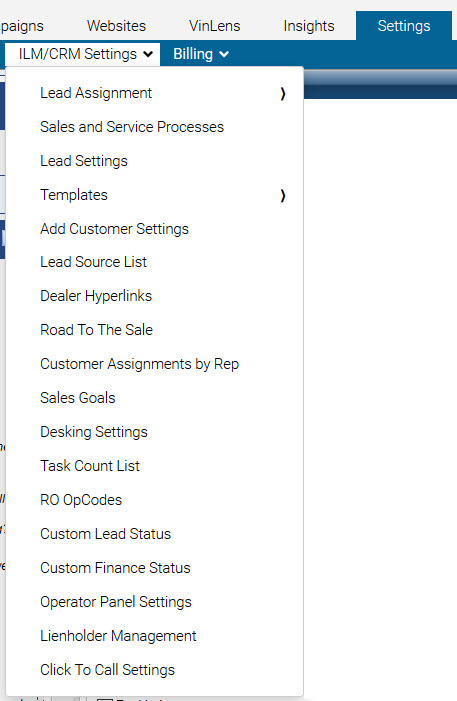 paigns Websites VinLens Insights Settings
ILM/CRM Settings Billing
Lead Assignment
Sales and Service Processes
Lead Settings
Templates
Add Customer Settings
Lead Source List
Dealer Hyperlinks
Road To The Sale
Customer Assignments by Rep
Sales Goals
Desking Settings
Task Count List
RO OpCodes
Custom Lead Status
Custom Finance Status
Operator Panel Settings
Lienholder Management
Click To Call Settings